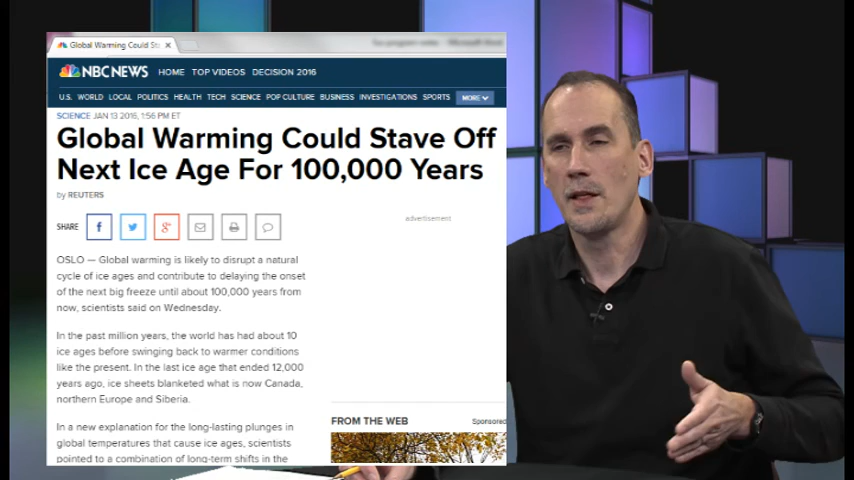 Global Warming Could Sta
NBC NEWS HOME TOP VIDEOS DECISION 2016
U.S. WORLD LOCAL POLITICS HEALTH TECH SCIENCE POP CULTURE BUSINESS INVESTIGATIONS SPORTS MORE
SCIENCE JAN 13 2016, 1:56 PM ET
Global Warming Could Stave Off
Next Ice Age For 100,000 Years
by REUTERS
advertisement
SHARE
OSLO — Global warming is likely to disrupt a natural
cycle of ice ages and contribute to delaying the onset
of the next big freeze until about 100,000 years from
now, scientists said on Wednesday.
In the past million years, the world has had about 10
ice ages before swinging back to warmer conditions
like the present. In the last ice age that ended 12,000
years ago, ice sheets blanketed what is now Canada,
northern Europe and Siberia.
FROM THE WEB Sponsored
In a new explanation for the long-lasting plunges in
global temperatures that cause ice ages, scientists
pointed to a combination of long-term shifts in the